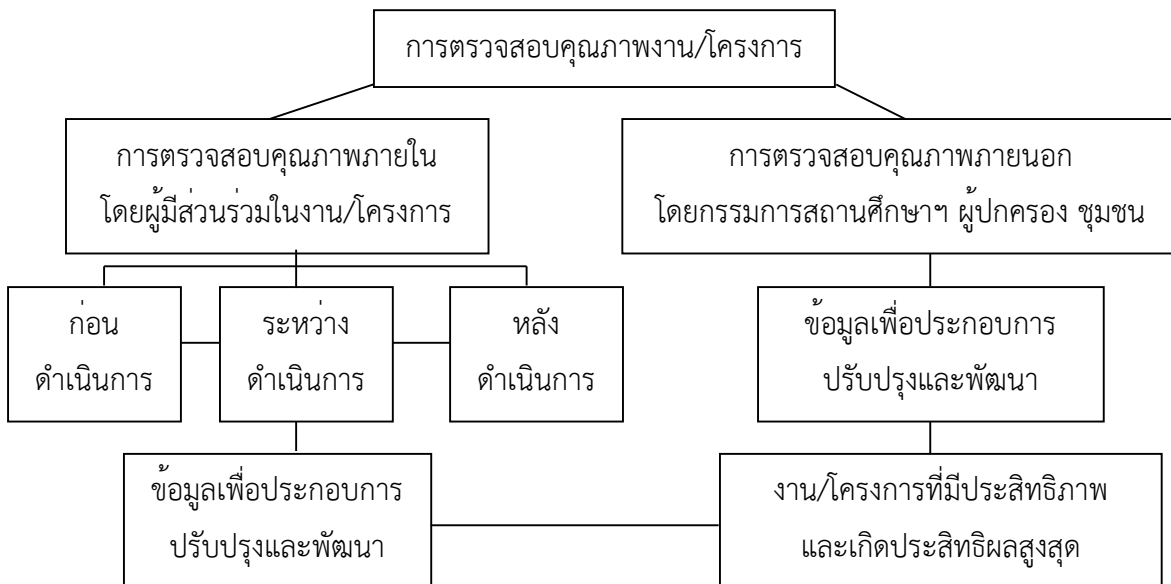 การตรวจสอบคุณภาพงาน/โครงการ
การตรวจสอบคุณภาพภายใน
โดยผู้มีส่วนร่วมในงาน/โครงการ
การตรวจสอบคุณภาพภายนอก
โดยกรรมการสถานศึกษาฯ ผู้ปกครอง ชุมชน
ก่อน
ดำเนินการ
ระหว่าง
ดำเนินการ
หลัง
ดำเนินการ
ข้อมูลเพื่อประกอบการ
ปรับปรุงและพัฒนา
ข้อมูลเพื่อประกอบการ
ปรับปรุงและพัฒนา
งาน/โครงการที่มีประสิทธิภาพ
และเกิดประสิทธิผลสูงสุด